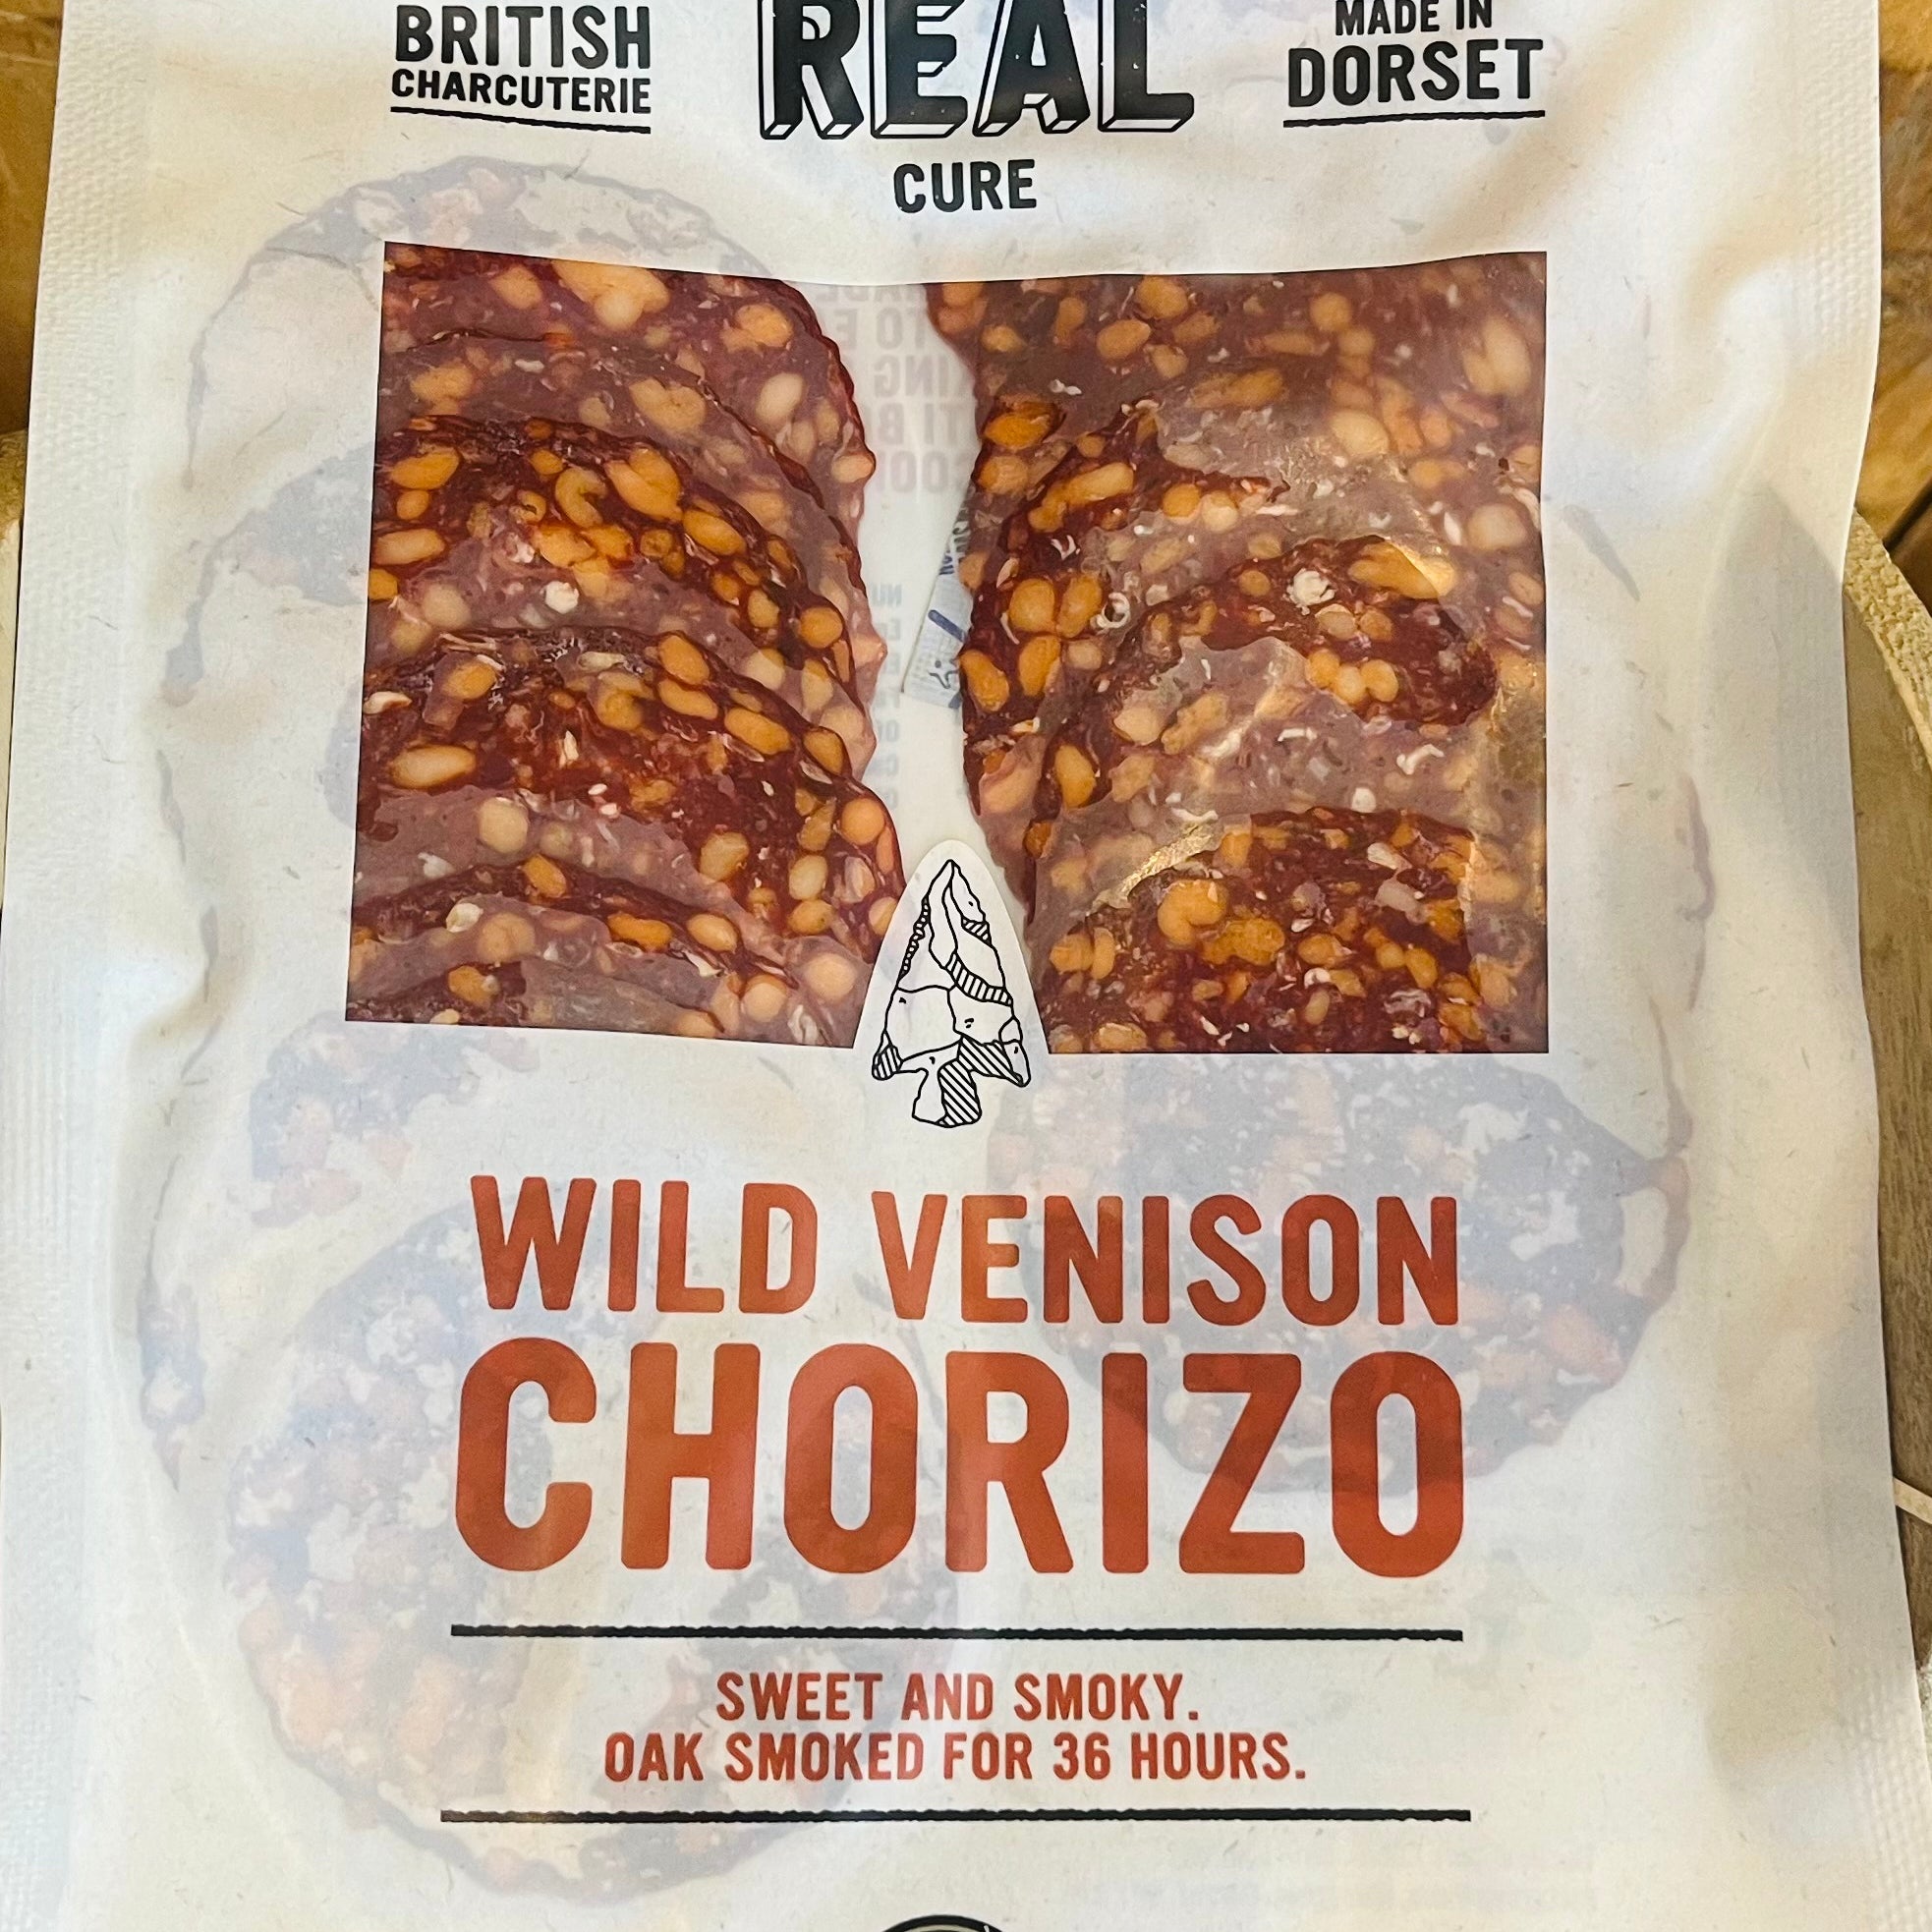 BRITISH
CHARCUTERIE
REAL
CURE
MADE IN
DORSET
WILD VENISON
CHORIZO
SWEET AND SMOKY.
OAK SMOKED FOR 36 HOURS.